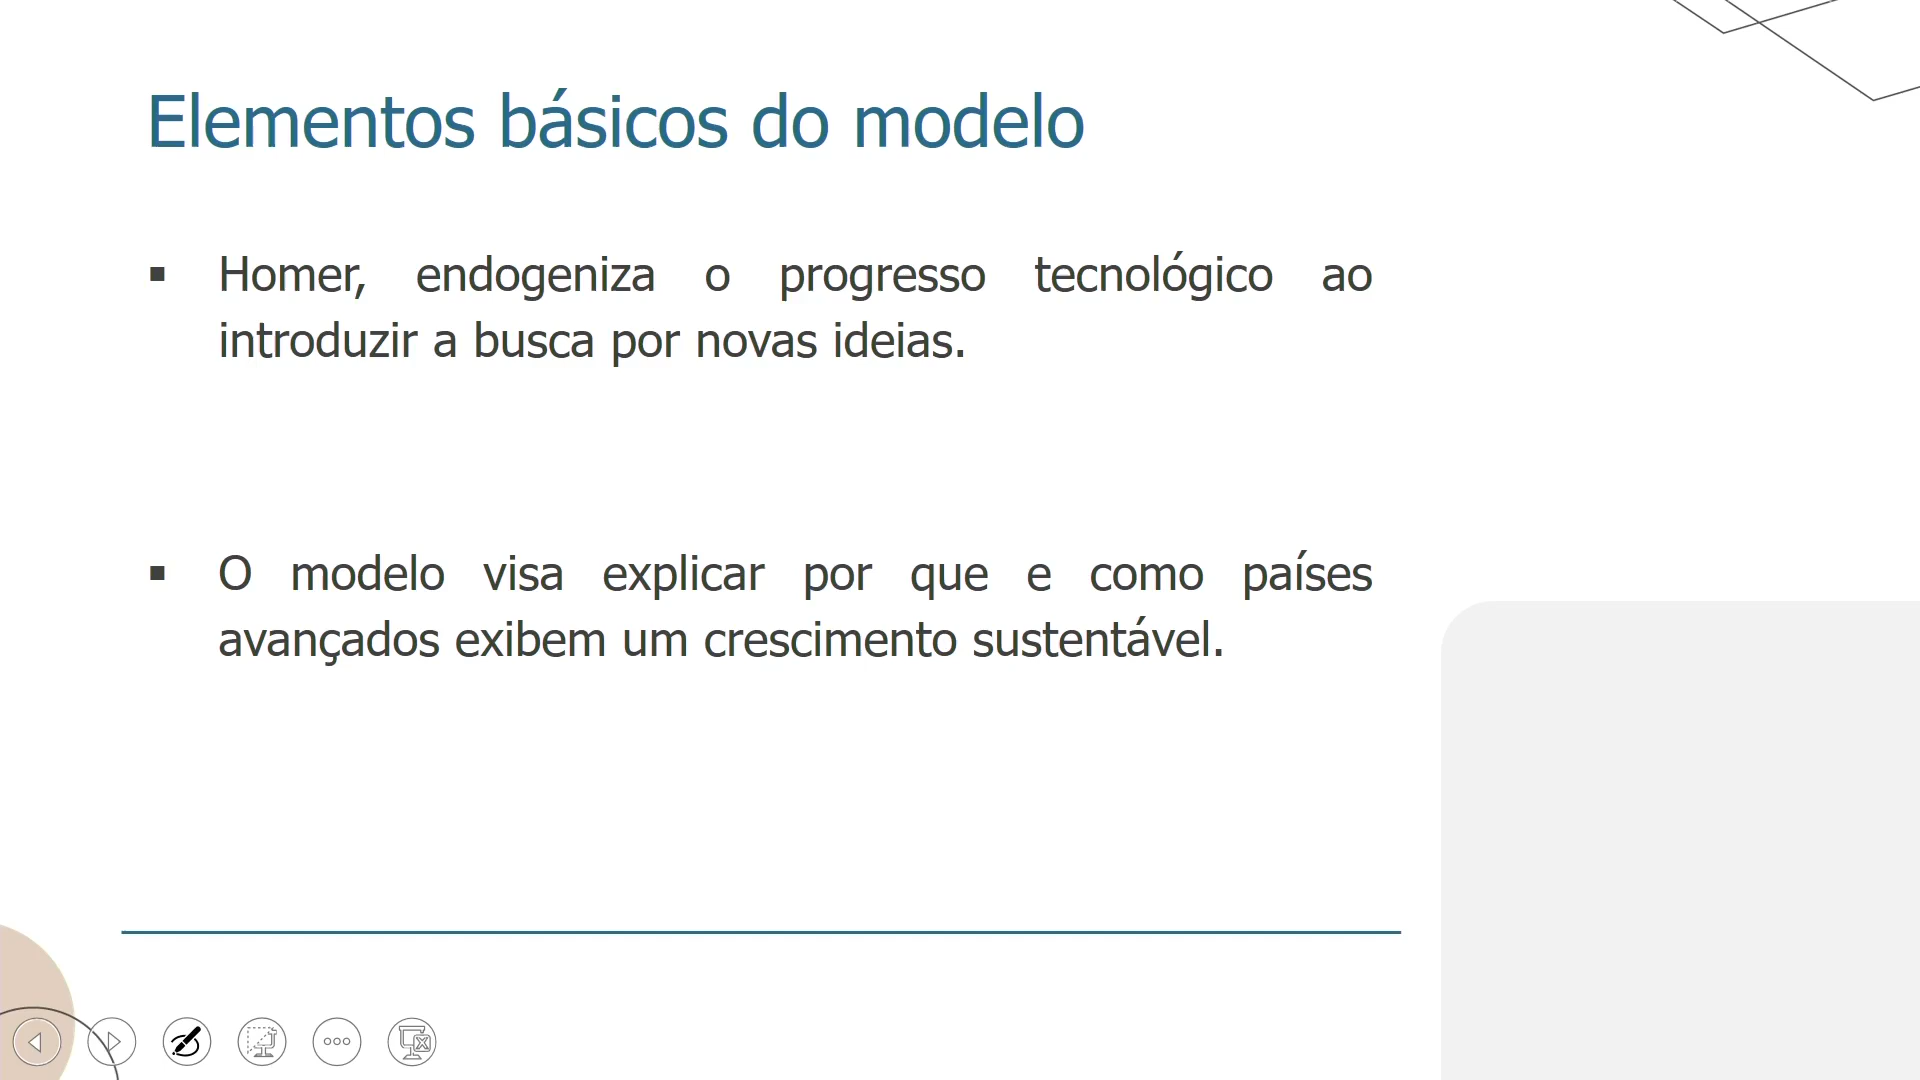 Elementos básicos do modelo
▪ Homer, endogeniza o progresso tecnológico ao
introduzir a busca por novas ideias.
▪ O modelo visa explicar por que e como países
avançados exibem um crescimento sustentável.